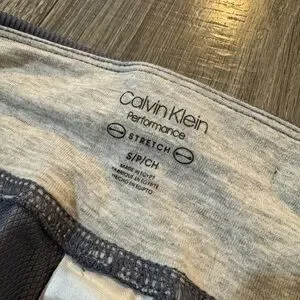 Calvin Klein
Performance
STRETCH
S/P/CH
MADE IN EGYPT
FABRIQUÉ EN ÉGYPTE
HECHO EN EGIPTO